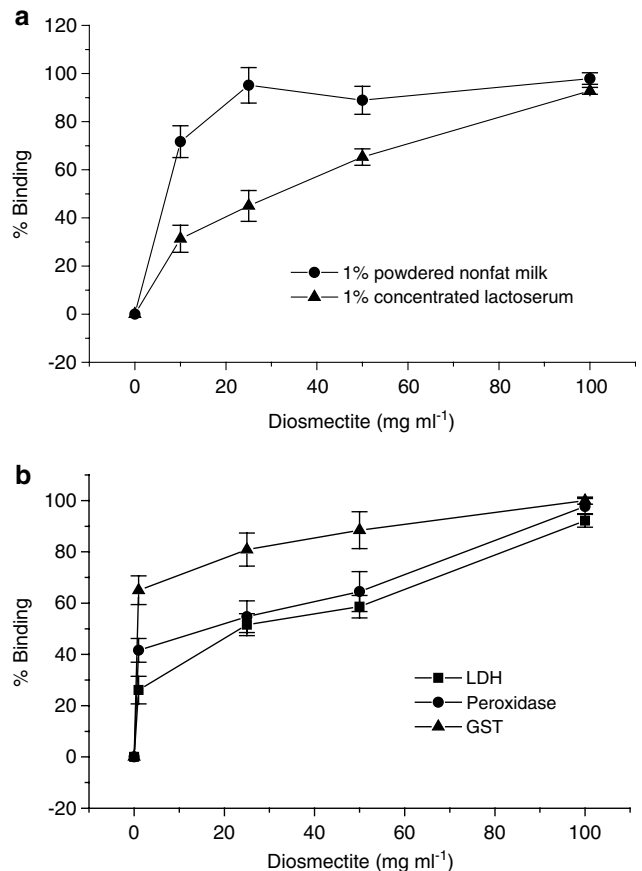 a
120
100
80
60
40
20
0
-20
% Binding
1% powdered nonfat milk
1% concentrated lactoserum
0 20 40 60 80 100
Diosmectite (mg ml-1)
b
100
80
60
40
20
0
-20
% Binding
LDH
Peroxidase
GST
0 20 40 60 80 100
Diosmectite (mg ml-1)